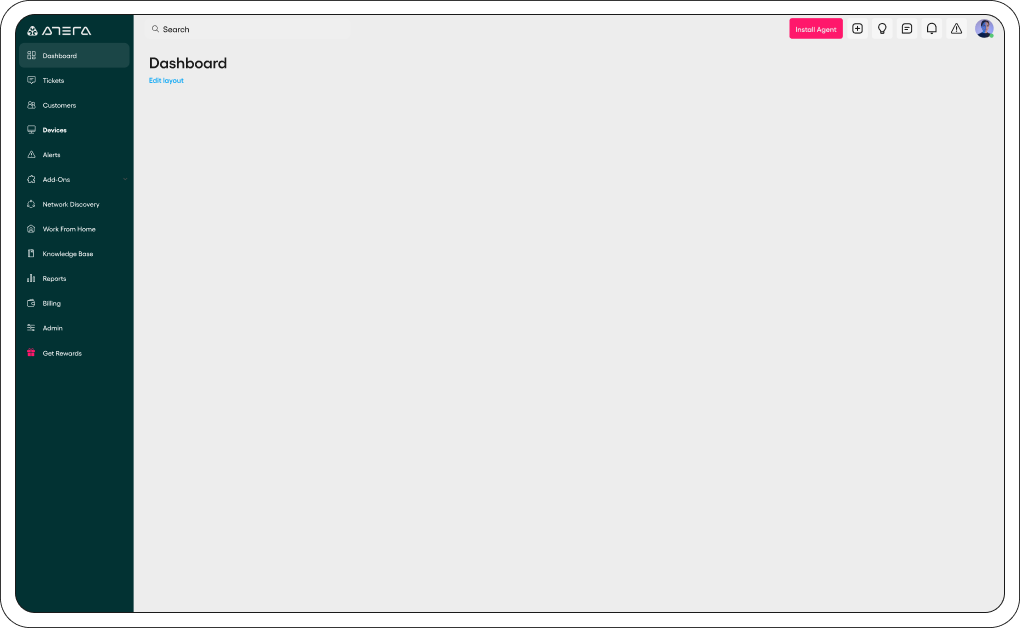 ATERA
Search
Install Agent
Dashboard
Tickets
Customers
Devices
Alerts
Add-Ons
Network Discovery
Work From Home
Knowledge Base
Reports
Billing
Admin
Get Rewards
Dashboard
Edit layout